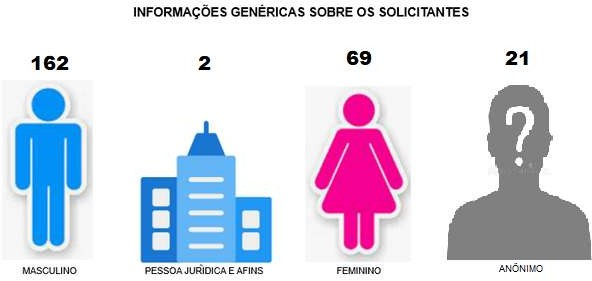 INFORMAÇÕES GENÉRICAS SOBRE OS SOLICITANTES
162 2 69 21
MASCULINO PESSOA JURÍDICA E AFINS FEMININO ANÔNIMO